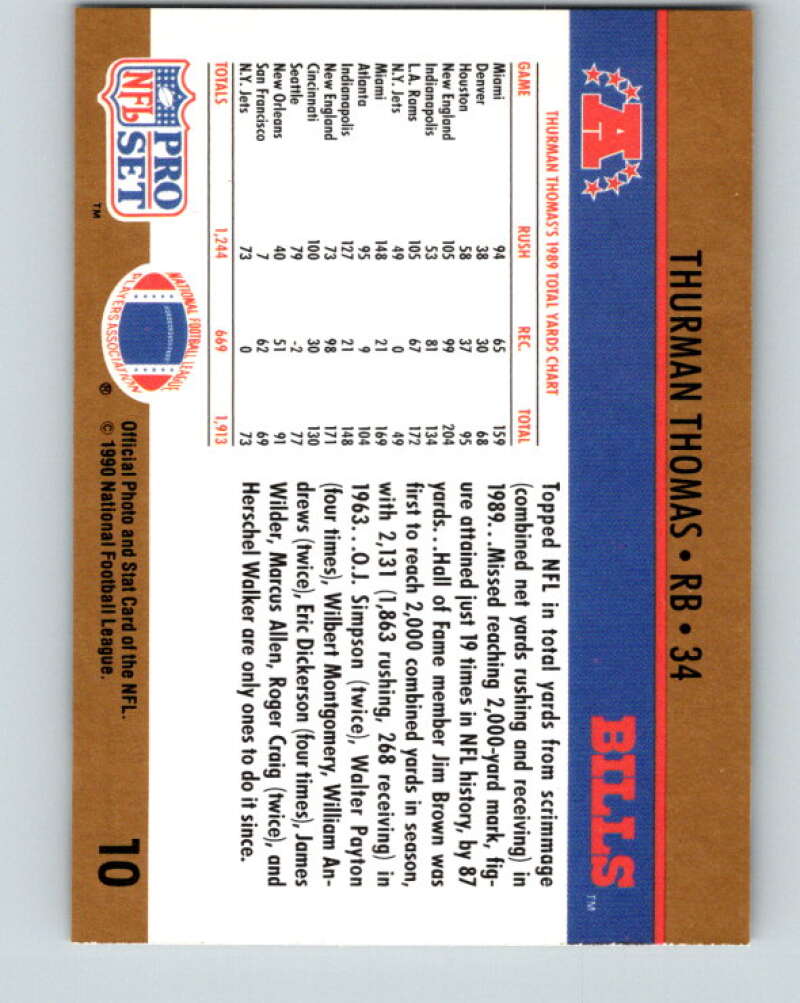 THURMAN THOMAS • RB • 34
A
BILLS™
THURMAN THOMAS'S 1989 TOTAL YARDS CHART
GAME RUSH REC. TOTAL
Miami 94 65 159
Denver 38 30 68
Houston 58 37 95
New England 105 99 204
Indianapolis 53 81 134
L.A. Rams 105 67 172
N.Y. Jets 49 0 49
Miami 148 21 169
Atlanta 95 9 104
Indianapolis 127 21 148
New England 73 98 171
Cincinnati 100 30 130
Seattle 79 -2 77
New Orleans 40 51 91
San Francisco 7 62 69
N.Y. Jets 73 0 73
TOTALS 1,244 669 1,913
Topped NFL in total yards from scrimmage
(combined net yards rushing and receiving) in
1989...Missed reaching 2,000-yard mark, fig-
ure attained just 19 times in NFL history, by 87
yards...Hall of Fame member Jim Brown was
first to reach 2,000 combined yards in season,
with 2,131 (1,863 rushing, 268 receiving) in
1963...O.J. Simpson (twice), Walter Payton
(four times), Wilbert Montgomery, William An-
drews (twice), Eric Dickerson (four times), James
Wilder, Marcus Allen, Roger Craig (twice), and
Herschel Walker are only ones to do it since.
PRO
NFL SET
™
NATIONAL FOOTBALL LEAGUE
PLAYERS ASSOCIATION
®
Official Photo and Stat Card of the NFL.
© 1990 National Football League.
10